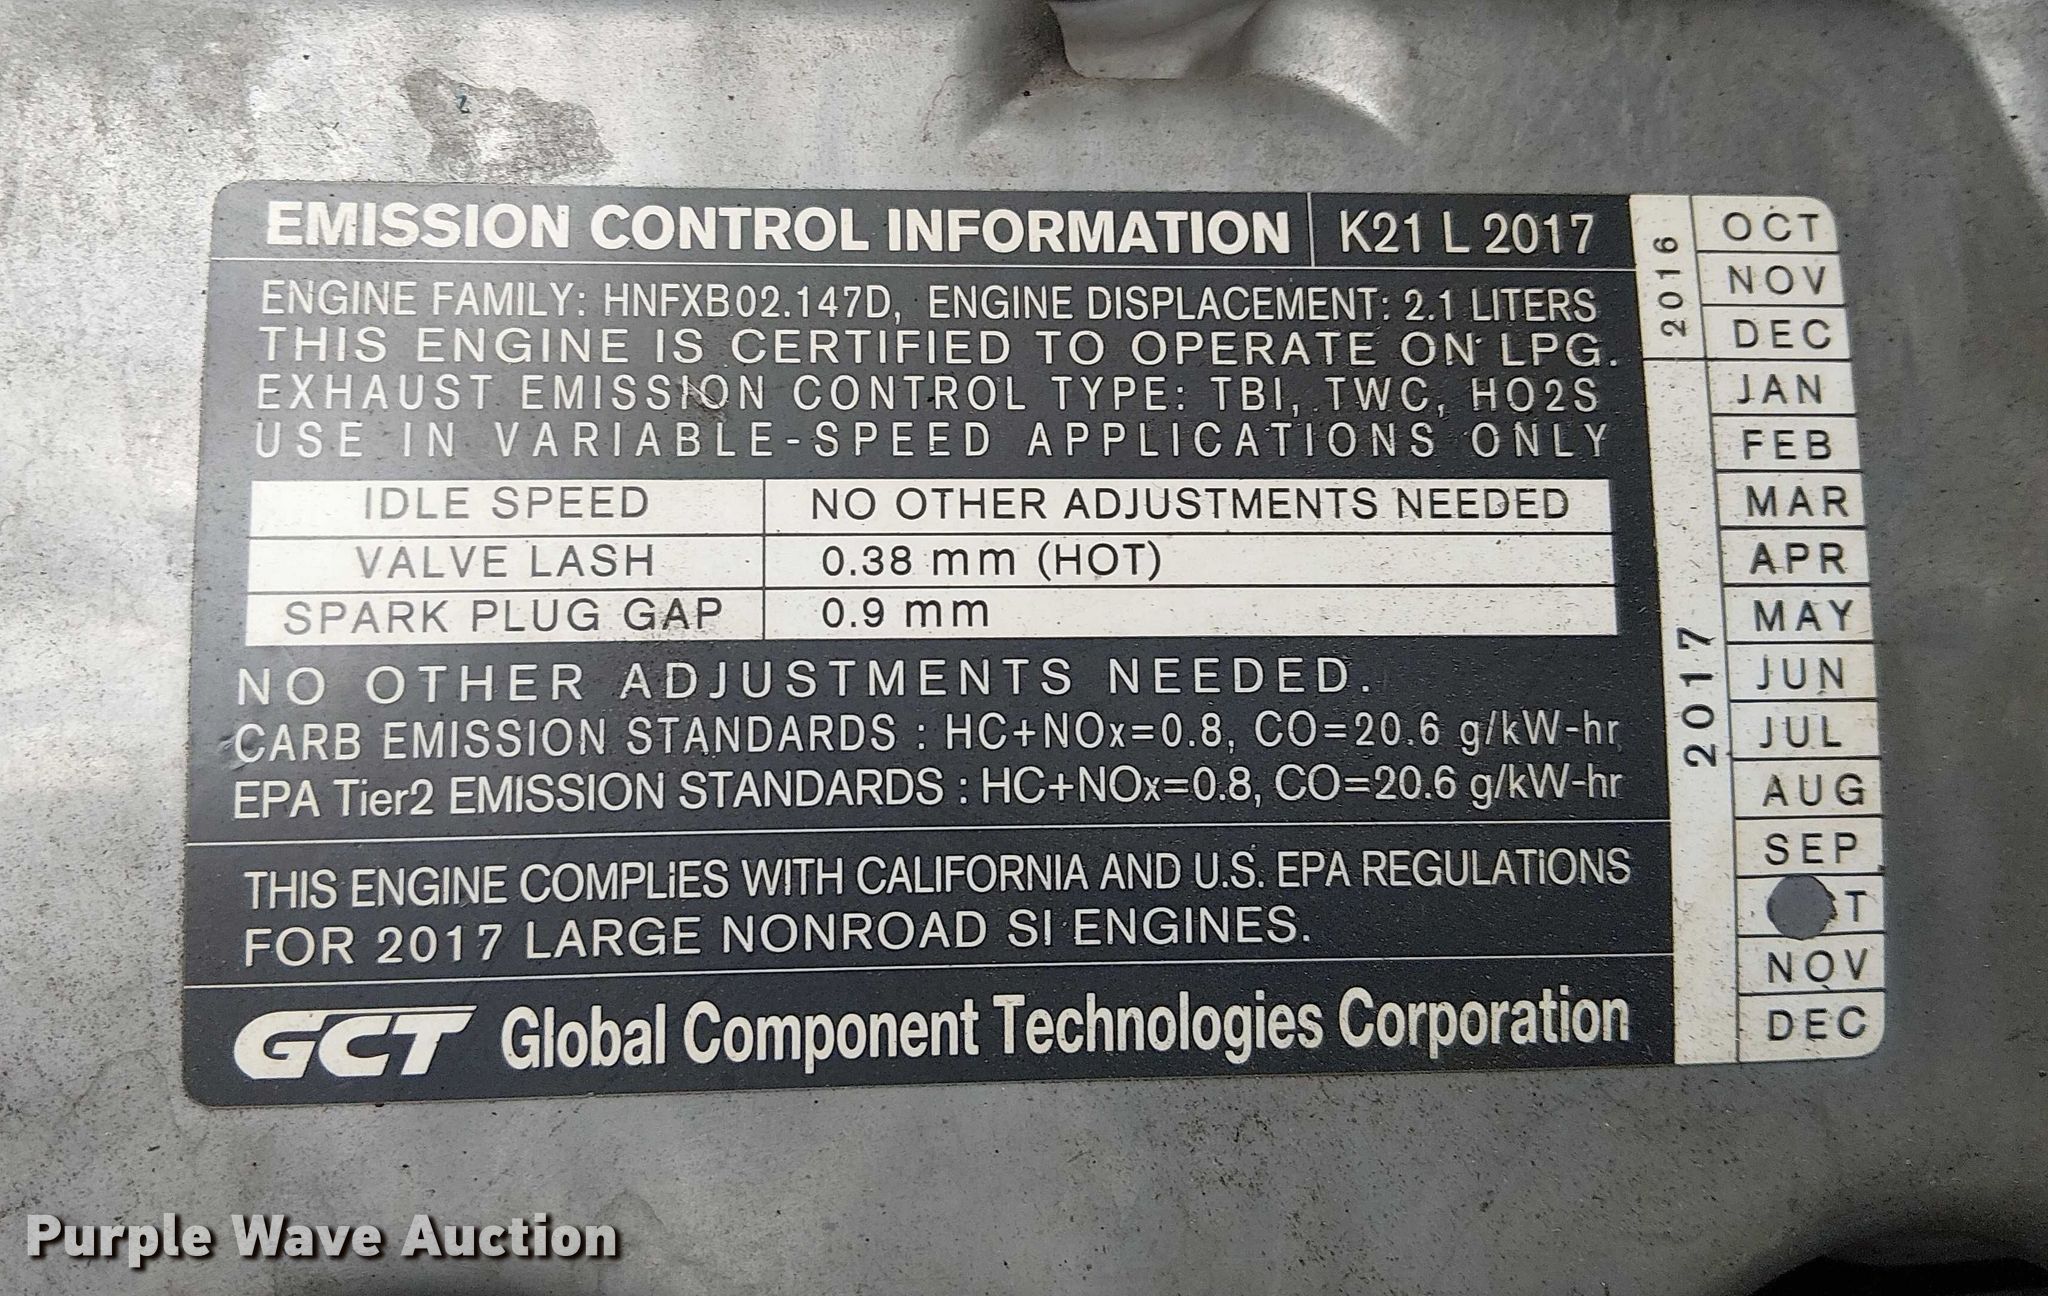 EMISSION CONTROL INFORMATION K21 L 2017
ENGINE FAMILY: HNFXB02.147D, ENGINE DISPLACEMENT: 2.1 LITERS
THIS ENGINE IS CERTIFIED TO OPERATE ON LPG.
EXHAUST EMISSION CONTROL TYPE: TBI, TWC, HO2S
USE IN VARIABLE-SPEED APPLICATIONS ONLY
IDLE SPEED NO OTHER ADJUSTMENTS NEEDED
VALVE LASH 0.38 mm (HOT)
SPARK PLUG GAP 0.9 mm
NO OTHER ADJUSTMENTS NEEDED.
CARB EMISSION STANDARDS : HC+NOx=0.8, CO=20.6 g/kW-hr
EPA Tier2 EMISSION STANDARDS : HC+NOx=0.8, CO=20.6 g/kW-hr
THIS ENGINE COMPLiES WITH CALIFORNIA AND U.S. EPA REGULATiONS
FOR 2017 LARGE NONROAD SI ENGINES.
GCT Global Component Technologies Corporation
2016
OCT
NOV
DEC
2017
JAN
FEB
MAR
APR
MAY
JUN
JUL
AUG
SEP
NOV
DEC
Purple Wave Auction